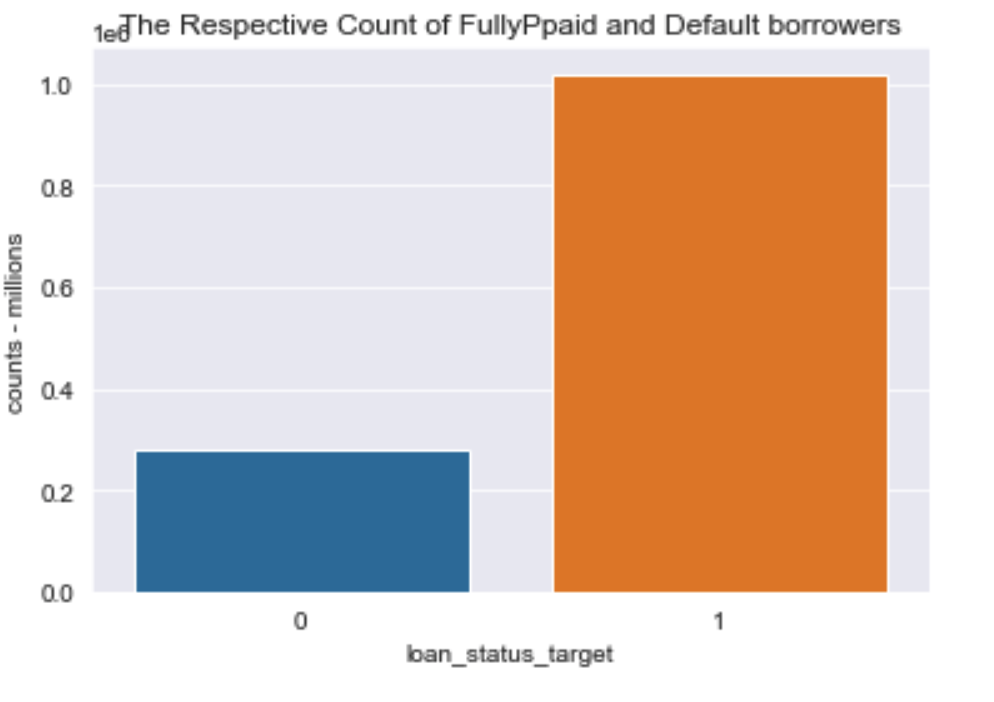 The Respective Count of FullyPpaid and Default borrowers
1e6
1.0
0.8
0.6
0.4
0.2
0.0
counts - millions
0 1
loan_status_target